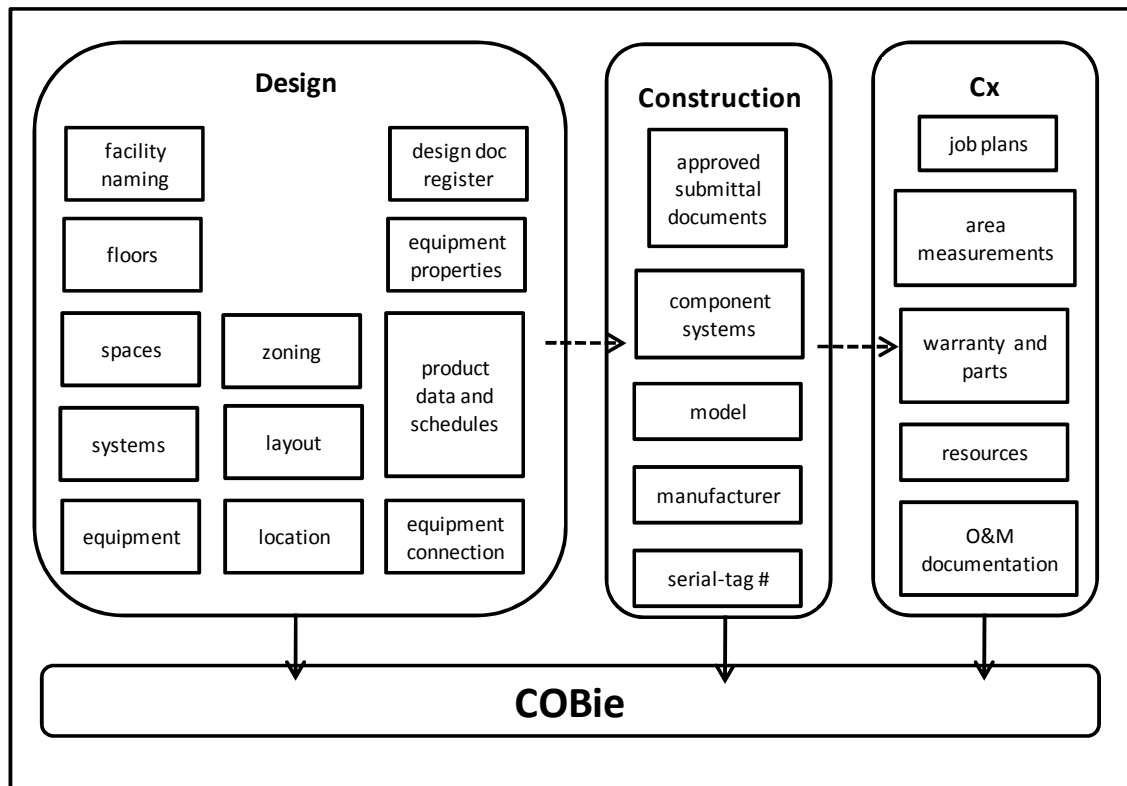 Design
facility
naming
floors
spaces
systems
equipment
zoning
layout
location
design doc
register
equipment
properties
product
data and
schedules
equipment
connection
Construction
approved
submittal
documents
component
systems
model
manufacturer
serial-tag #
Cx
job plans
area
measurements
warranty and
parts
resources
O&M
documentation
COBie